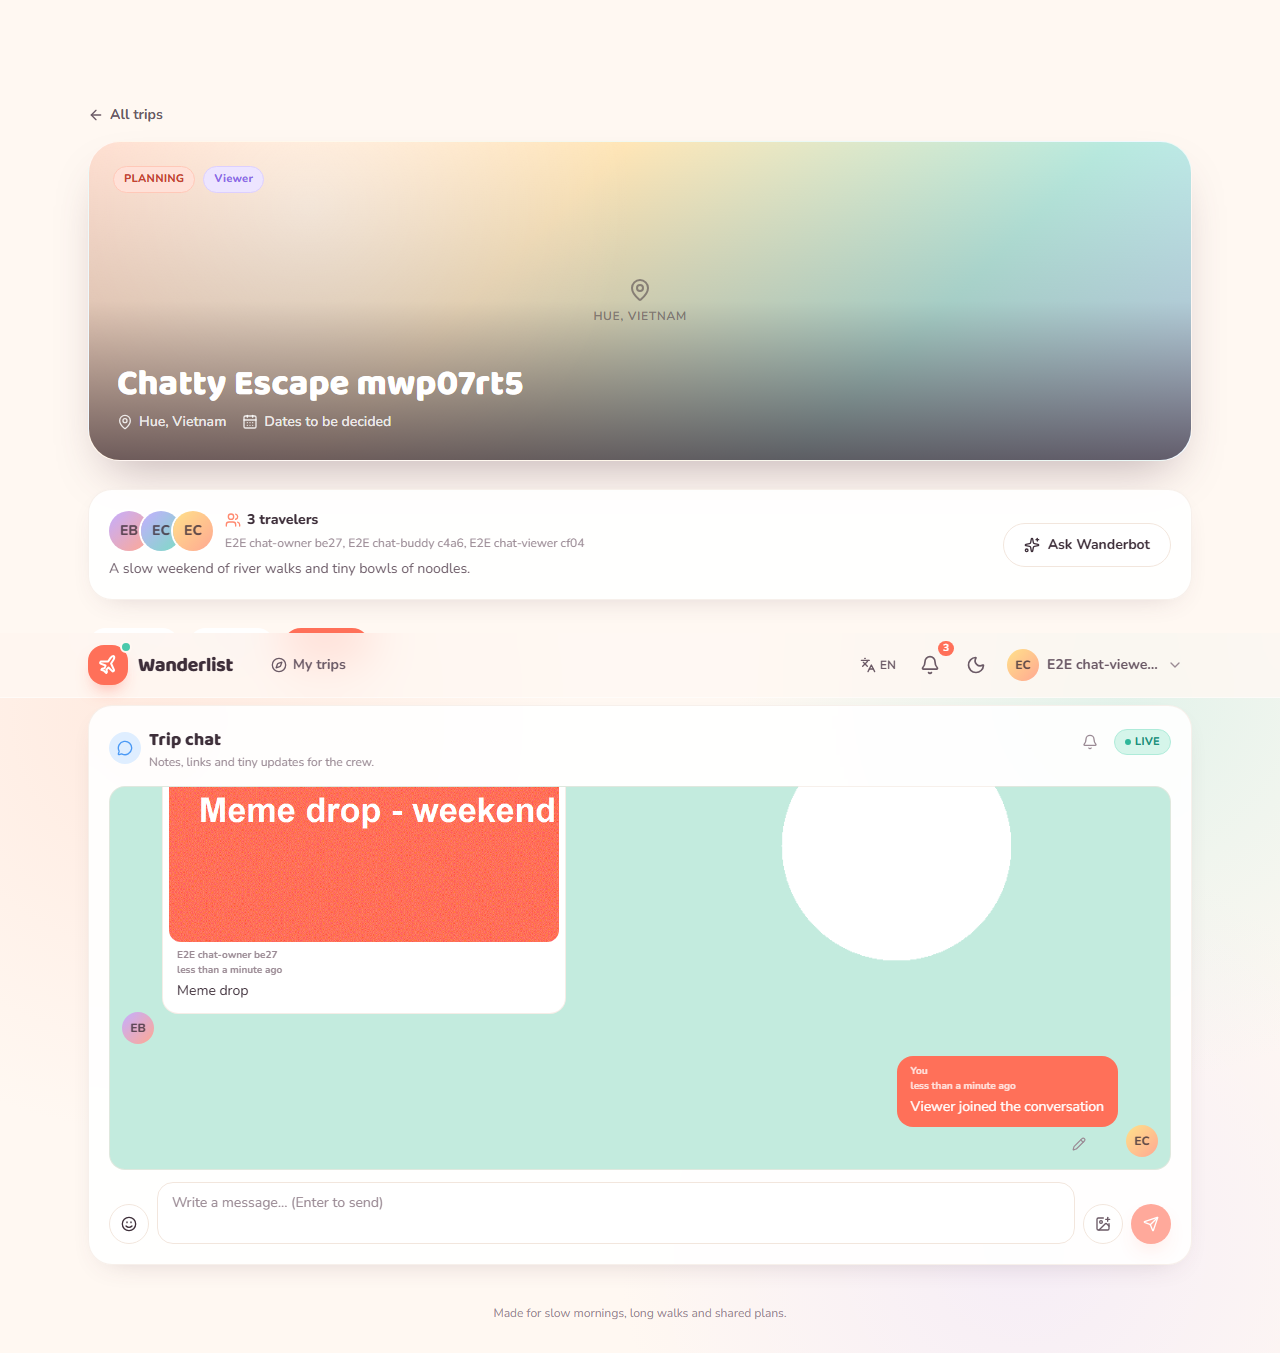 All trips
PLANNING
Viewer
HUE, VIETNAM
Chatty Escape mwp07rt5
Hue, Vietnam
Dates to be decided
EB
EC
EC
3 travelers
E2E chat-owner be27, E2E chat-buddy c4a6, E2E chat-viewer cf04
A slow weekend of river walks and tiny bowls of noodles.
Ask Wanderbot
Wanderlist
My trips
EN
3
EC
E2E chat-viewe...
Trip chat
Notes, links and tiny updates for the crew.
LIVE
Meme drop - weekend
E2E chat-owner be27
less than a minute ago
Meme drop
EB
You
less than a minute ago
Viewer joined the conversation
EC
Write a message... (Enter to send)
Made for slow mornings, long walks and shared plans.